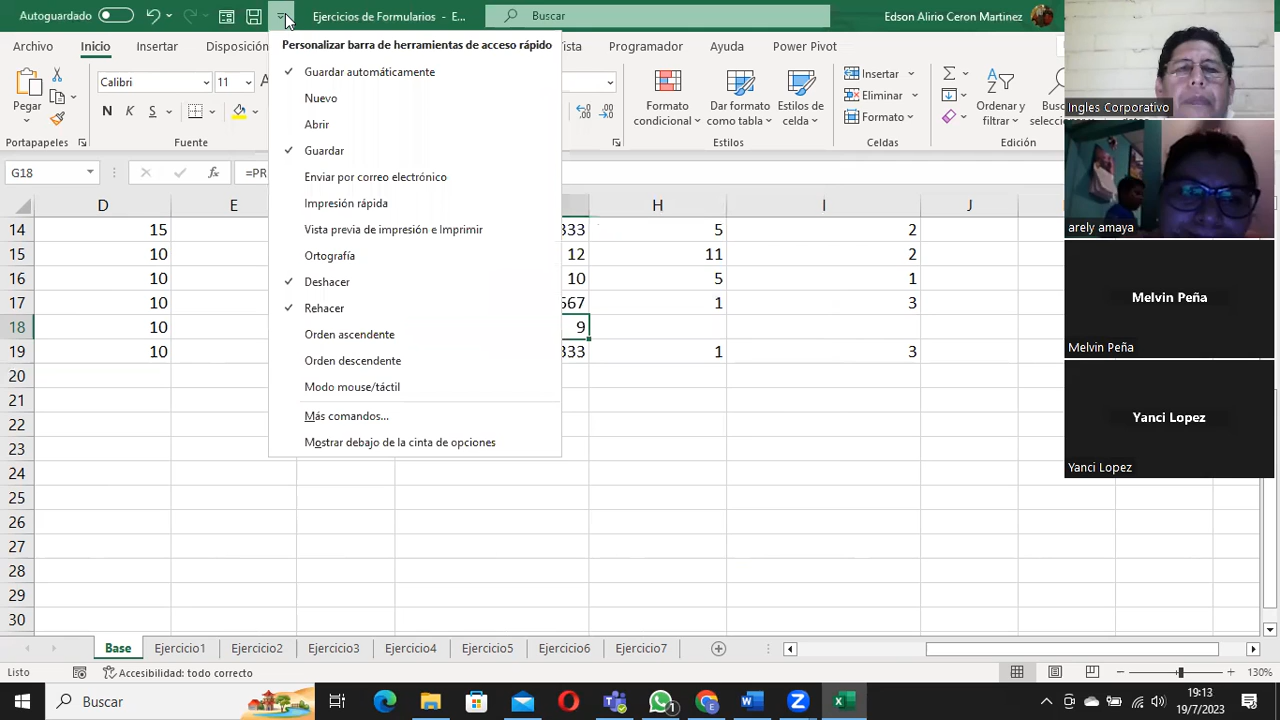 Autoguardado
Ejercicios de Formularios - E...
Buscar
Edson Alirio Ceron Martinez
Archivo
Inicio
Insertar
Disposición
ista
Programador
Automatizar
Power Pivot
Pegar
Calibri
11
N K S
Formato condicional
Dar formato como tabla
Estilos de celda
Insertar
Eliminar
Formato
Ordenar y filtrar
Portapapeles
Fuente
Estilos
Celdas
Edición
Personalizar barra de herramientas de acceso rápido
Guardar automáticamente
Nuevo
Abrir
Guardar
Enviar por correo electrónico
Impresión rápida
Vista previa de impresión e Imprimir
Ortografía
Deshacer
Rehacer
Orden ascendente
Orden descendente
Modo mouse/táctil
Más comandos...
Mostrar debajo de la cinta de opciones
G18
fx
=PR
D E H I J
14 15 333 5 2
15 10 12 11 2
16 10 10 5 1
17 10 667 1 3
18 10 9
19 10 333 1 3
20
21
22
23
24
25
26
27
28
29
30
Ingles Corporativo
arely amaya
Melvin Peña
Melvin Peña
Yanci Lopez
Yanci Lopez
Base Ejercicio1 Ejercicio2 Ejercicio3 Ejercicio4 Ejercicio5 Ejercicio6 Ejercicio7
Listo
Accesibilidad: todo correcto
130%
Buscar
1
19:13
19/7/2023